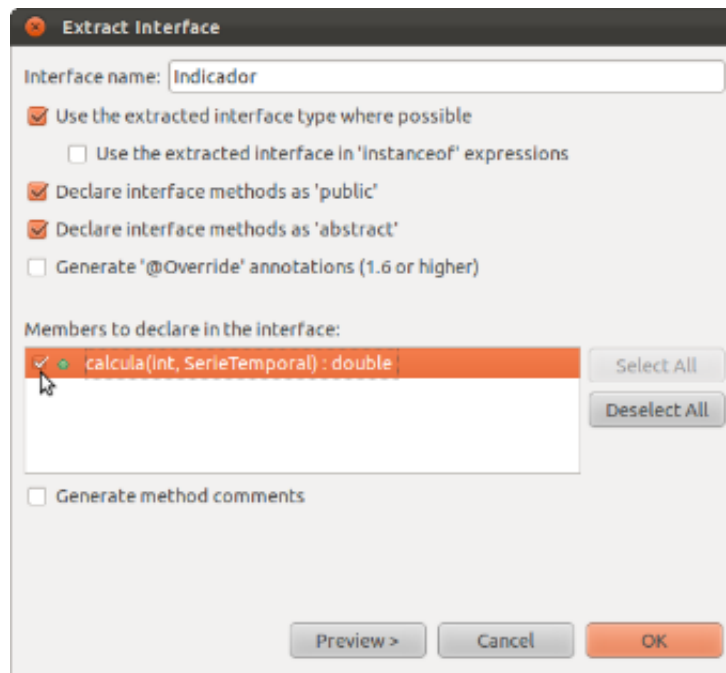 Extract Interface
Interface name: Indicador
Use the extracted interface type where possible
Use the extracted interface in 'instanceof' expressions
Declare interface methods as 'public'
Declare interface methods as 'abstract'
Generate '@Override' annotations (1.6 or higher)
Members to declare in the interface:
calcula(int, SerieTemporal) : double
Select All
Deselect All
Generate method comments
Preview > Cancel OK